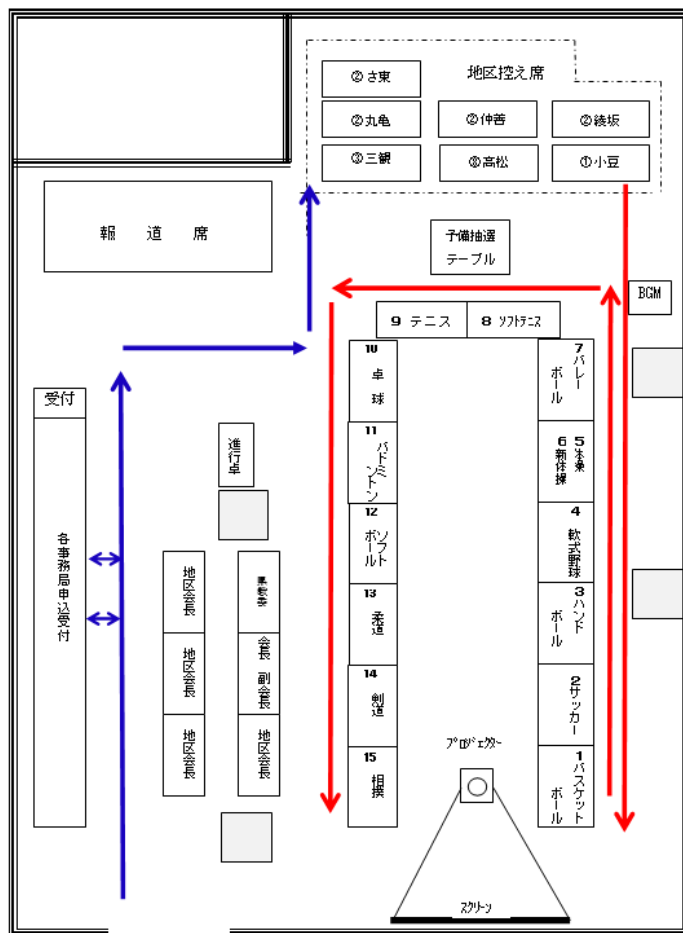 地区控え席
②さ東
②丸亀
②仲善
②綾坂
③三観
③高松
①小豆
報道席
予備抽選
テーブル
BGM
9 テニス
8 ソフトテニス
10 卓球
7 バレーボール
受付
11 バドミントン
5 体操
6 新体操
進行卓
12 ソフトボール
4 軟式野球
各事務局申込受付
地区会長
県教委
13 柔道
3 ハンドボール
地区会長
会長 副会長
14 剣道
2 サッカー
地区会長
地区会長
15 相撲
プロジェクター
1 バスケットボール
スクリーン